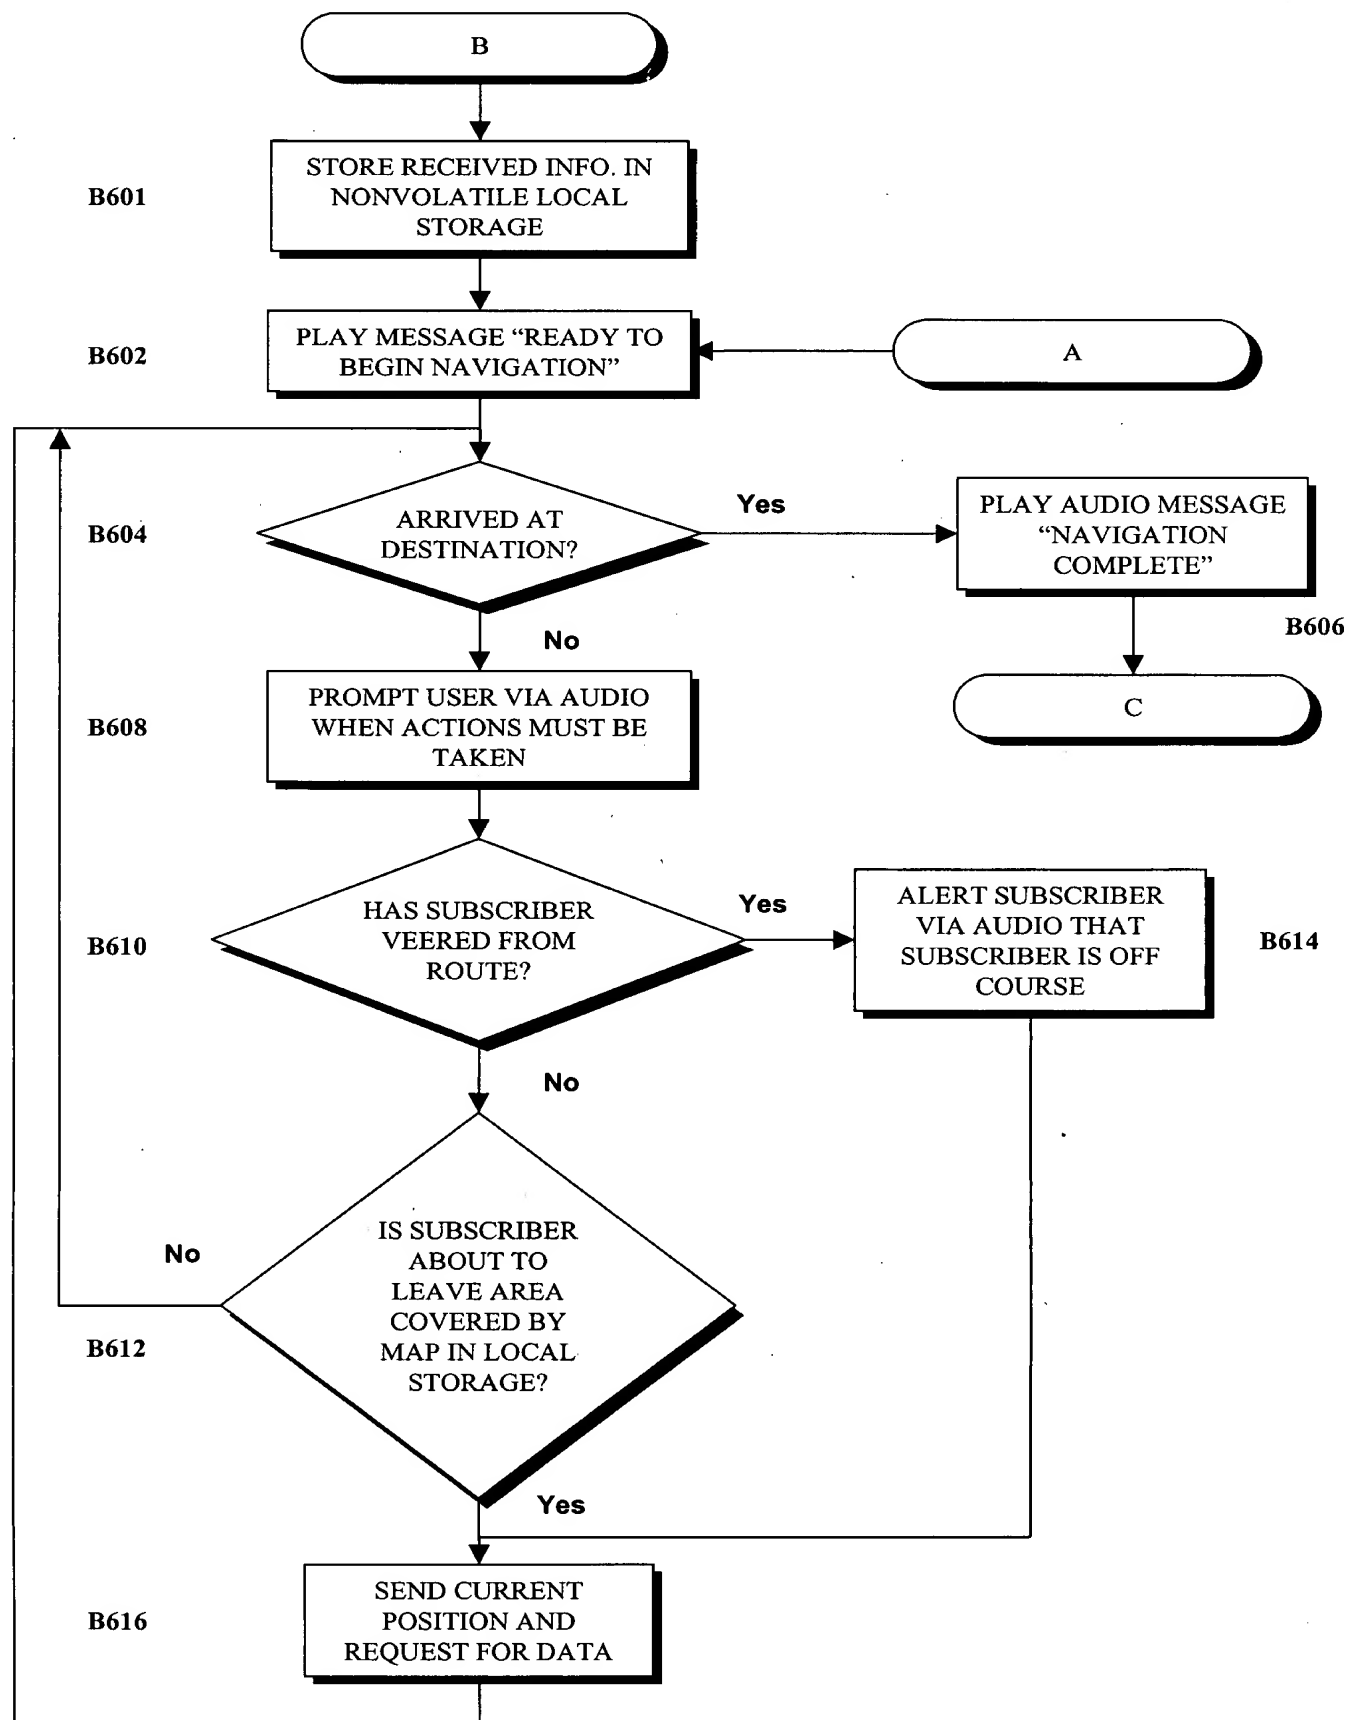 B
B601
STORE RECEIVED INFO. IN
NONVOLATILE LOCAL
STORAGE
B602
PLAY MESSAGE “READY TO
BEGIN NAVIGATION”
A
B604
ARRIVED AT
DESTINATION?
Yes
PLAY AUDIO MESSAGE
“NAVIGATION
COMPLETE”
B606
No
C
B608
PROMPT USER VIA AUDIO
WHEN ACTIONS MUST BE
TAKEN
B610
HAS SUBSCRIBER
VEERED FROM
ROUTE?
Yes
ALERT SUBSCRIBER
VIA AUDIO THAT
SUBSCRIBER IS OFF
COURSE
B614
No
IS SUBSCRIBER
ABOUT TO
LEAVE AREA
COVERED BY
MAP IN LOCAL
STORAGE?
No
B612
Yes
B616
SEND CURRENT
POSITION AND
REQUEST FOR DATA